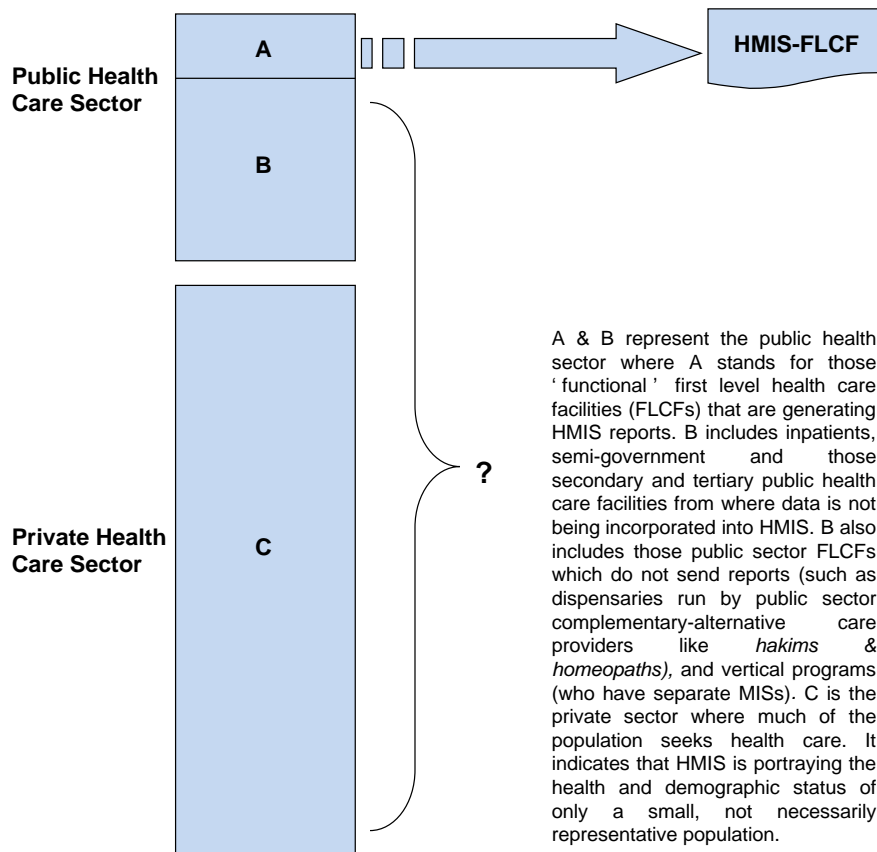 A
HMIS-FLCF
Public Health
Care Sector
B
?
Private Health
Care Sector
C
A & B represent the public health
sector where A stands for those
‘ functional ’ first level health care
facilities (FLCFs) that are generating
HMIS reports. B includes inpatients,
semi-government and those
secondary and tertiary public health
care facilities from where data is not
being incorporated into HMIS. B also
includes those public sector FLCFs
which do not send reports (such as
dispensaries run by public sector
complementary-alternative care
providers like hakims &
homeopaths), and vertical programs
(who have separate MISs). C is the
private sector where much of the
population seeks health care. It
indicates that HMIS is portraying the
health and demographic status of
only a small, not necessarily
representative population.